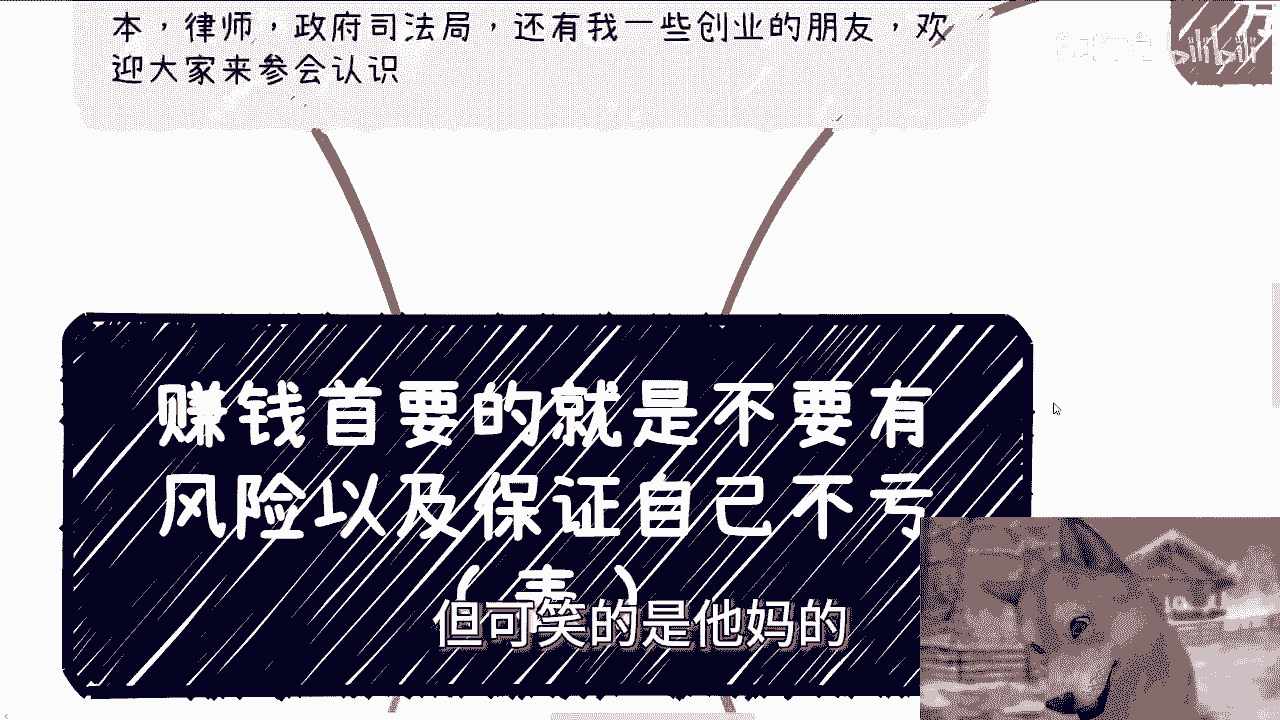 本，律师，政府司法局，还有我一些创业的朋友，欢
迎大家来参会认识
bilibili
赚钱首要的就是不要有
风险以及保证自己不亏
但可笑的是他妈的